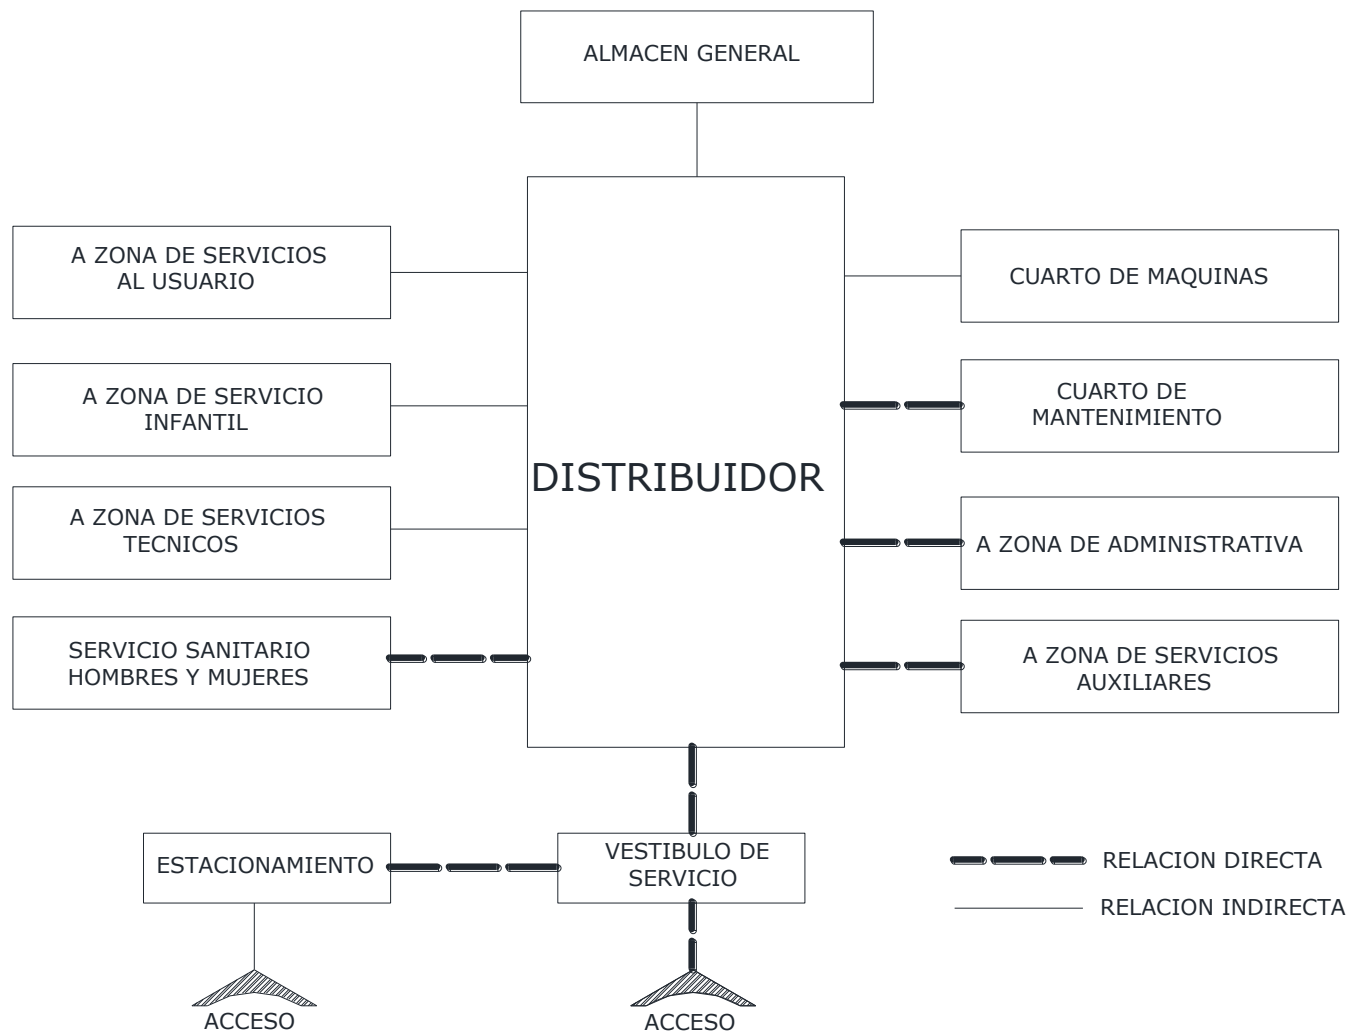 ALMACEN GENERAL
A ZONA DE SERVICIOS
AL USUARIO
CUARTO DE MAQUINAS
A ZONA DE SERVICIO
INFANTIL
CUARTO DE
MANTENIMIENTO
DISTRIBUIDOR
A ZONA DE SERVICIOS
TECNICOS
A ZONA DE ADMINISTRATIVA
SERVICIO SANITARIO
HOMBRES Y MUJERES
A ZONA DE SERVICIOS
AUXILIARES
ESTACIONAMIENTO
VESTIBULO DE
SERVICIO
RELACION DIRECTA
RELACION INDIRECTA
ACCESO
ACCESO